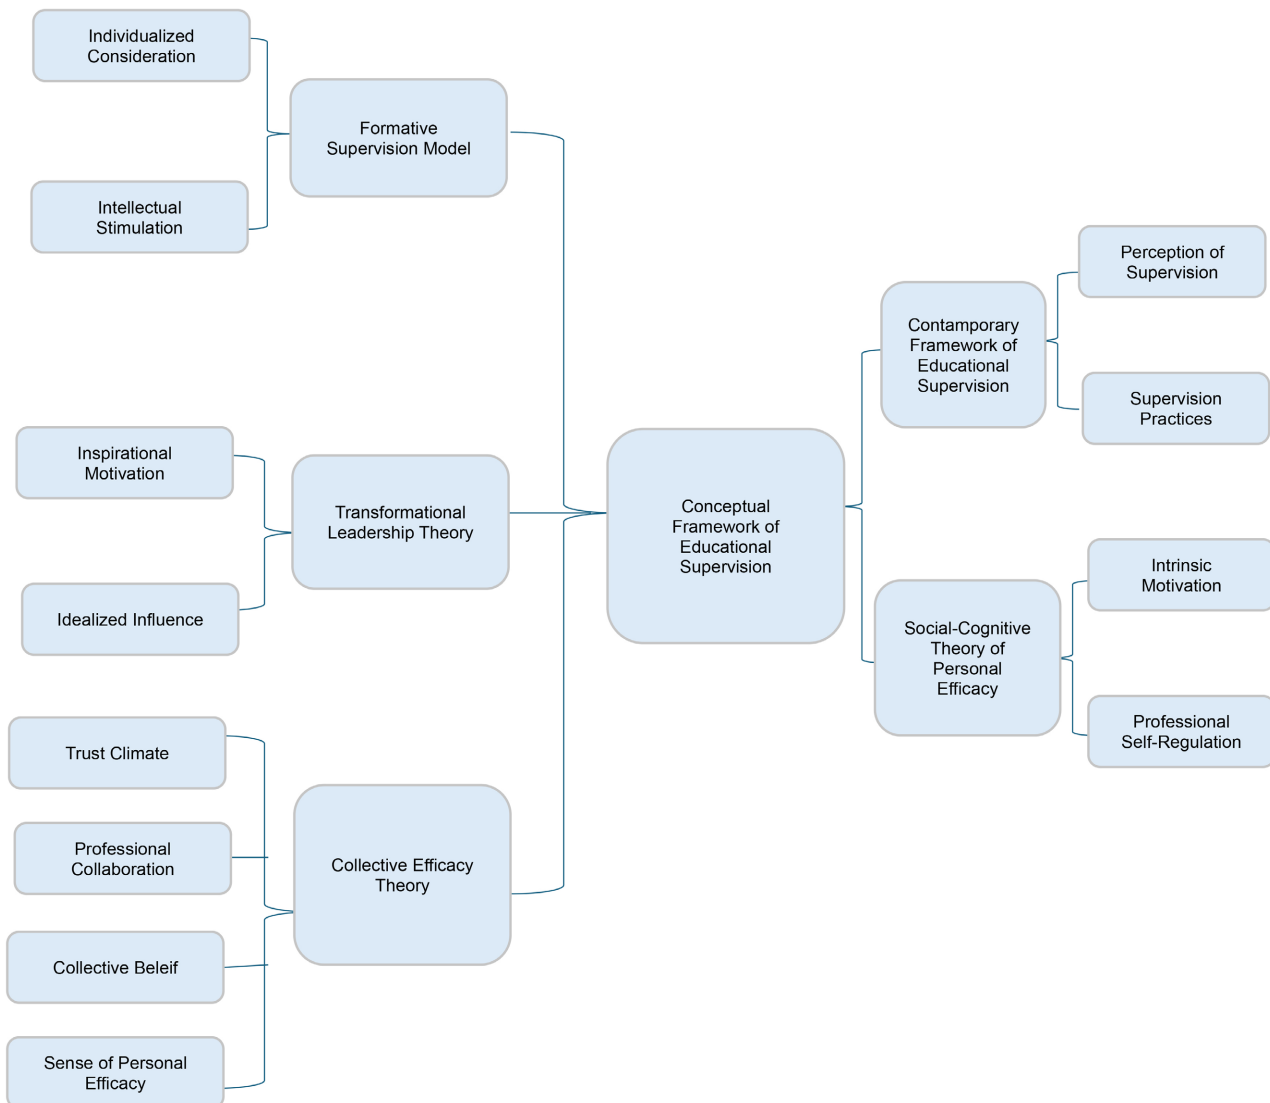 Individualized
Consideration
Formative
Supervision Model
Intellectual
Stimulation
Inspirational
Motivation
Transformational
Leadership Theory
Idealized Influence
Trust Climate
Professional
Collaboration
Collective Efficacy
Theory
Collective Beleif
Sense of Personal
Efficacy
Conceptual
Framework of
Educational
Supervision
Contamporary
Framework of
Educational
Supervision
Perception of
Supervision
Supervision
Practices
Social-Cognitive
Theory of
Personal
Efficacy
Intrinsic
Motivation
Professional
Self-Regulation